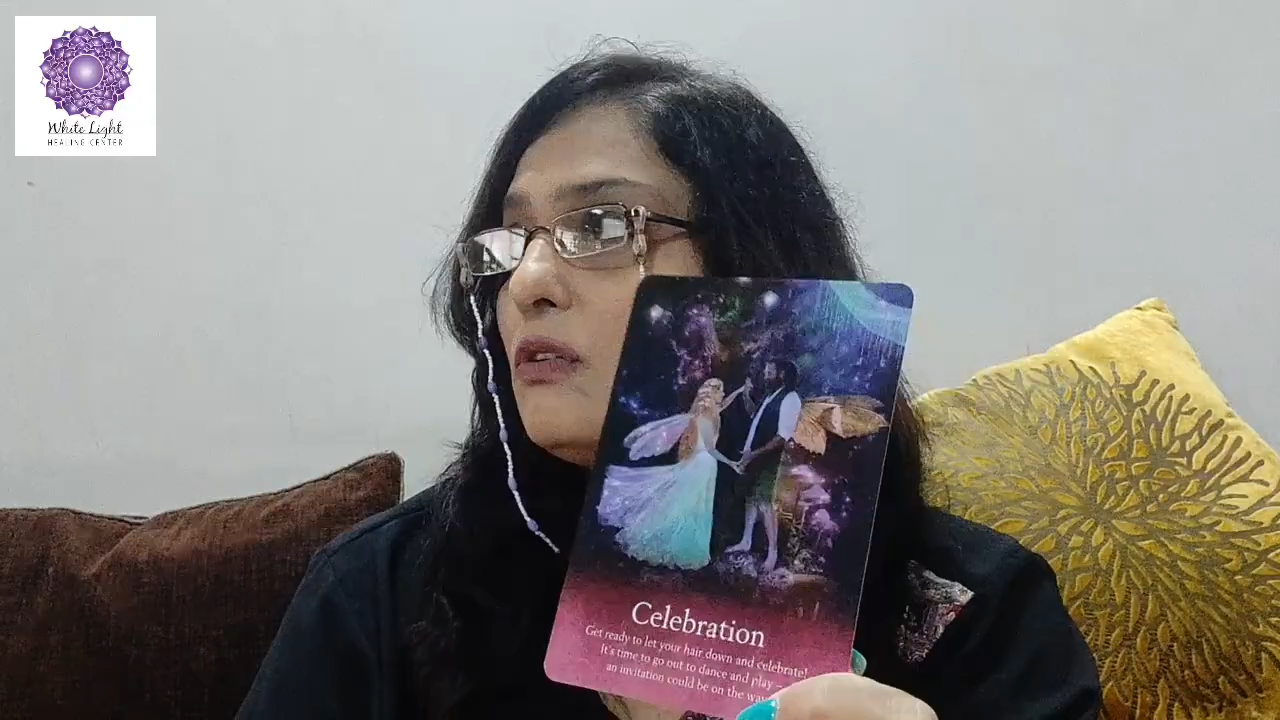 White Light
HEALING CENTER
Celebration
Get ready to let your hair down and celebrate!
It's time to go out to dance and play –
an invitation could be on the way